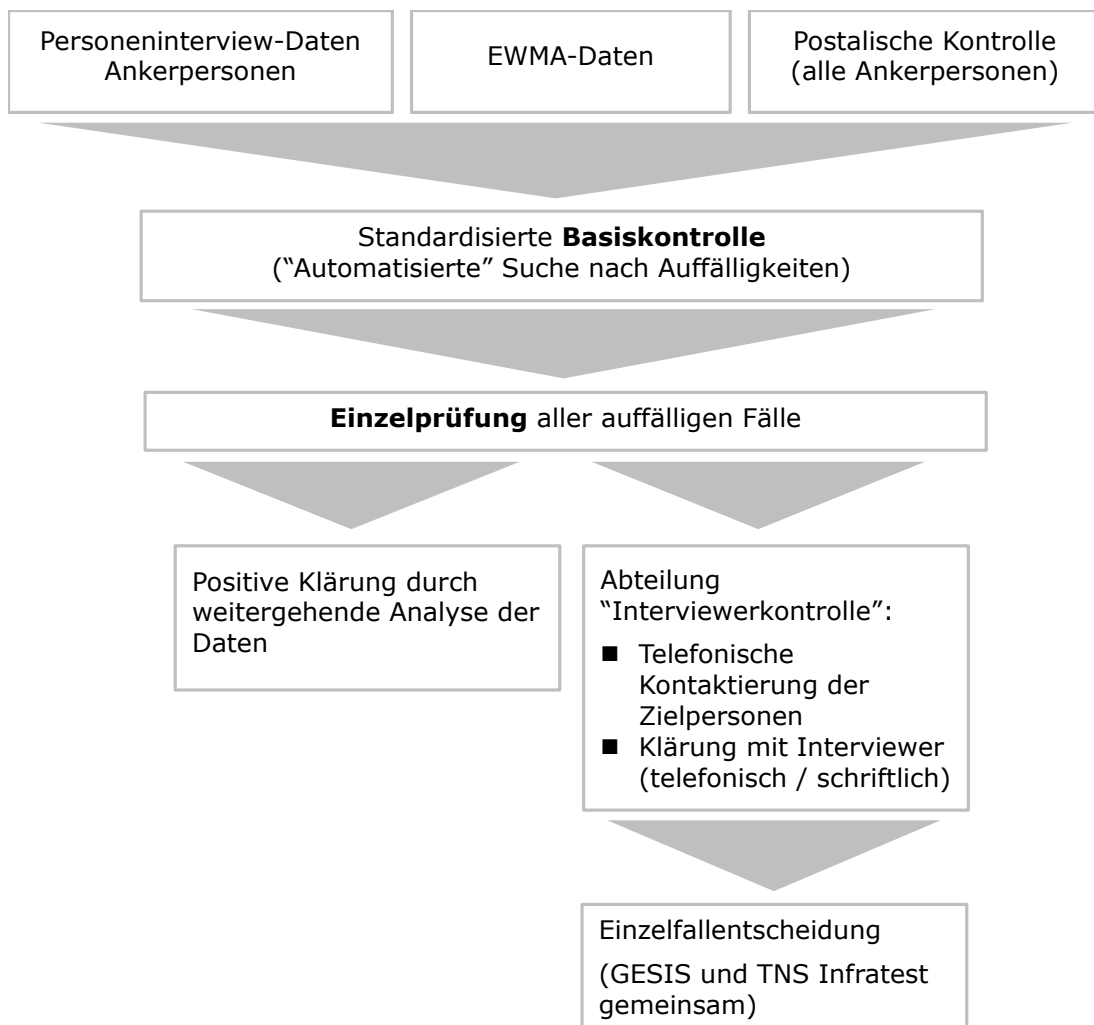 Personeninterview-Daten
Ankerpersonen
EWMA-Daten
Postalische Kontrolle
(alle Ankerpersonen)
Standardisierte Basiskontrolle
(“Automatisierte” Suche nach Auffälligkeiten)
Einzelprüfung aller auffälligen Fälle
Positive Klärung durch
weitergehende Analyse der
Daten
Abteilung
“Interviewerkontrolle”:
■ Telefonische
Kontaktierung der
Zielpersonen
■ Klärung mit Interviewer
(telefonisch / schriftlich)
Einzelfallentscheidung
(GESIS und TNS Infratest
gemeinsam)